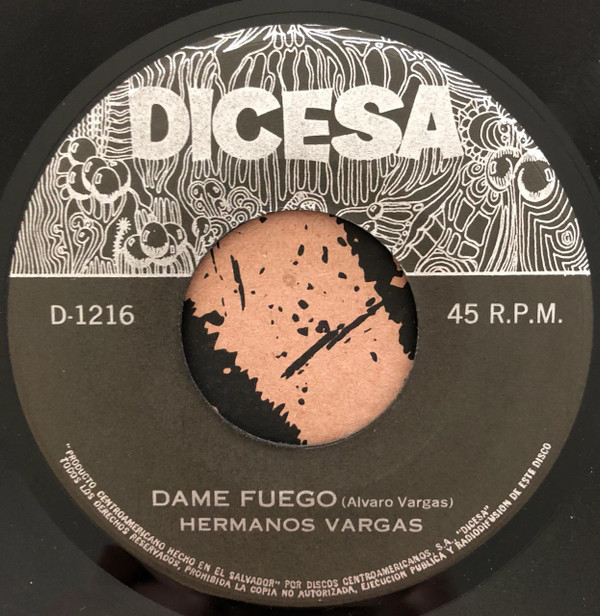 DICESA
D-1216
45 R.P.M.
DAME FUEGO (Alvaro Vargas)
HERMANOS VARGAS
"PRODUCTO CENTROAMERICANO HECHO EN EL SALVADOR" POR DISCOS CENTROAMERICANOS, S.A. "DICESA"
TODOS LOS DERECHOS RESERVADOS, PROHIBIDA LA COPIA NO AUTORIZADA, EJECUCION PUBLICA Y RADIODIFUSION DE ESTE DISCO